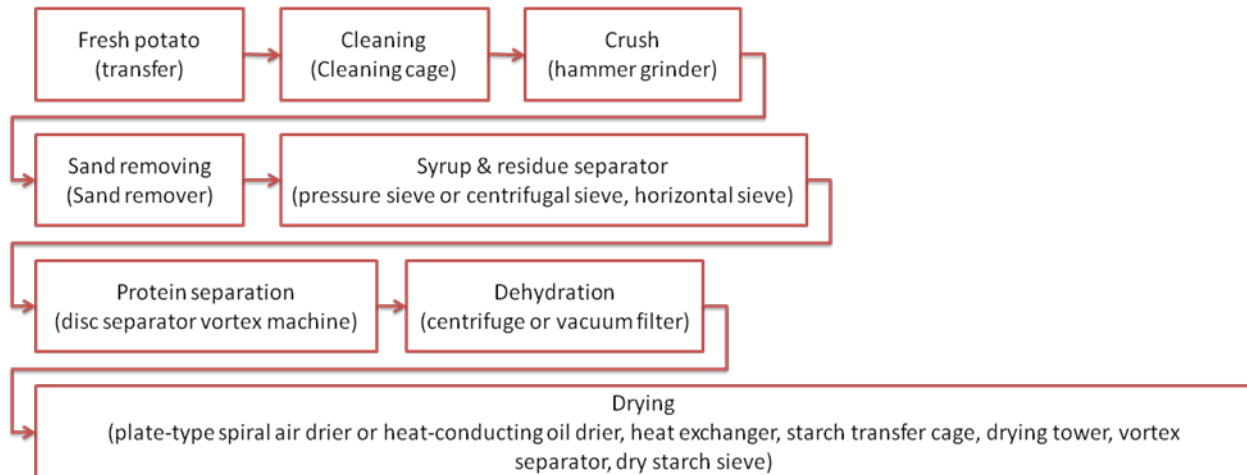 Fresh potato
(transfer)
Cleaning
(Cleaning cage)
Crush
(hammer grinder)
Sand removing
(Sand remover)
Syrup & residue separator
(pressure sieve or centrifugal sieve, horizontal sieve)
Protein separation
(disc separator vortex machine)
Dehydration
(centrifuge or vacuum filter)
Drying
(plate-type spiral air drier or heat-conducting oil drier, heat exchanger, starch transfer cage, drying tower, vortex
separator, dry starch sieve)